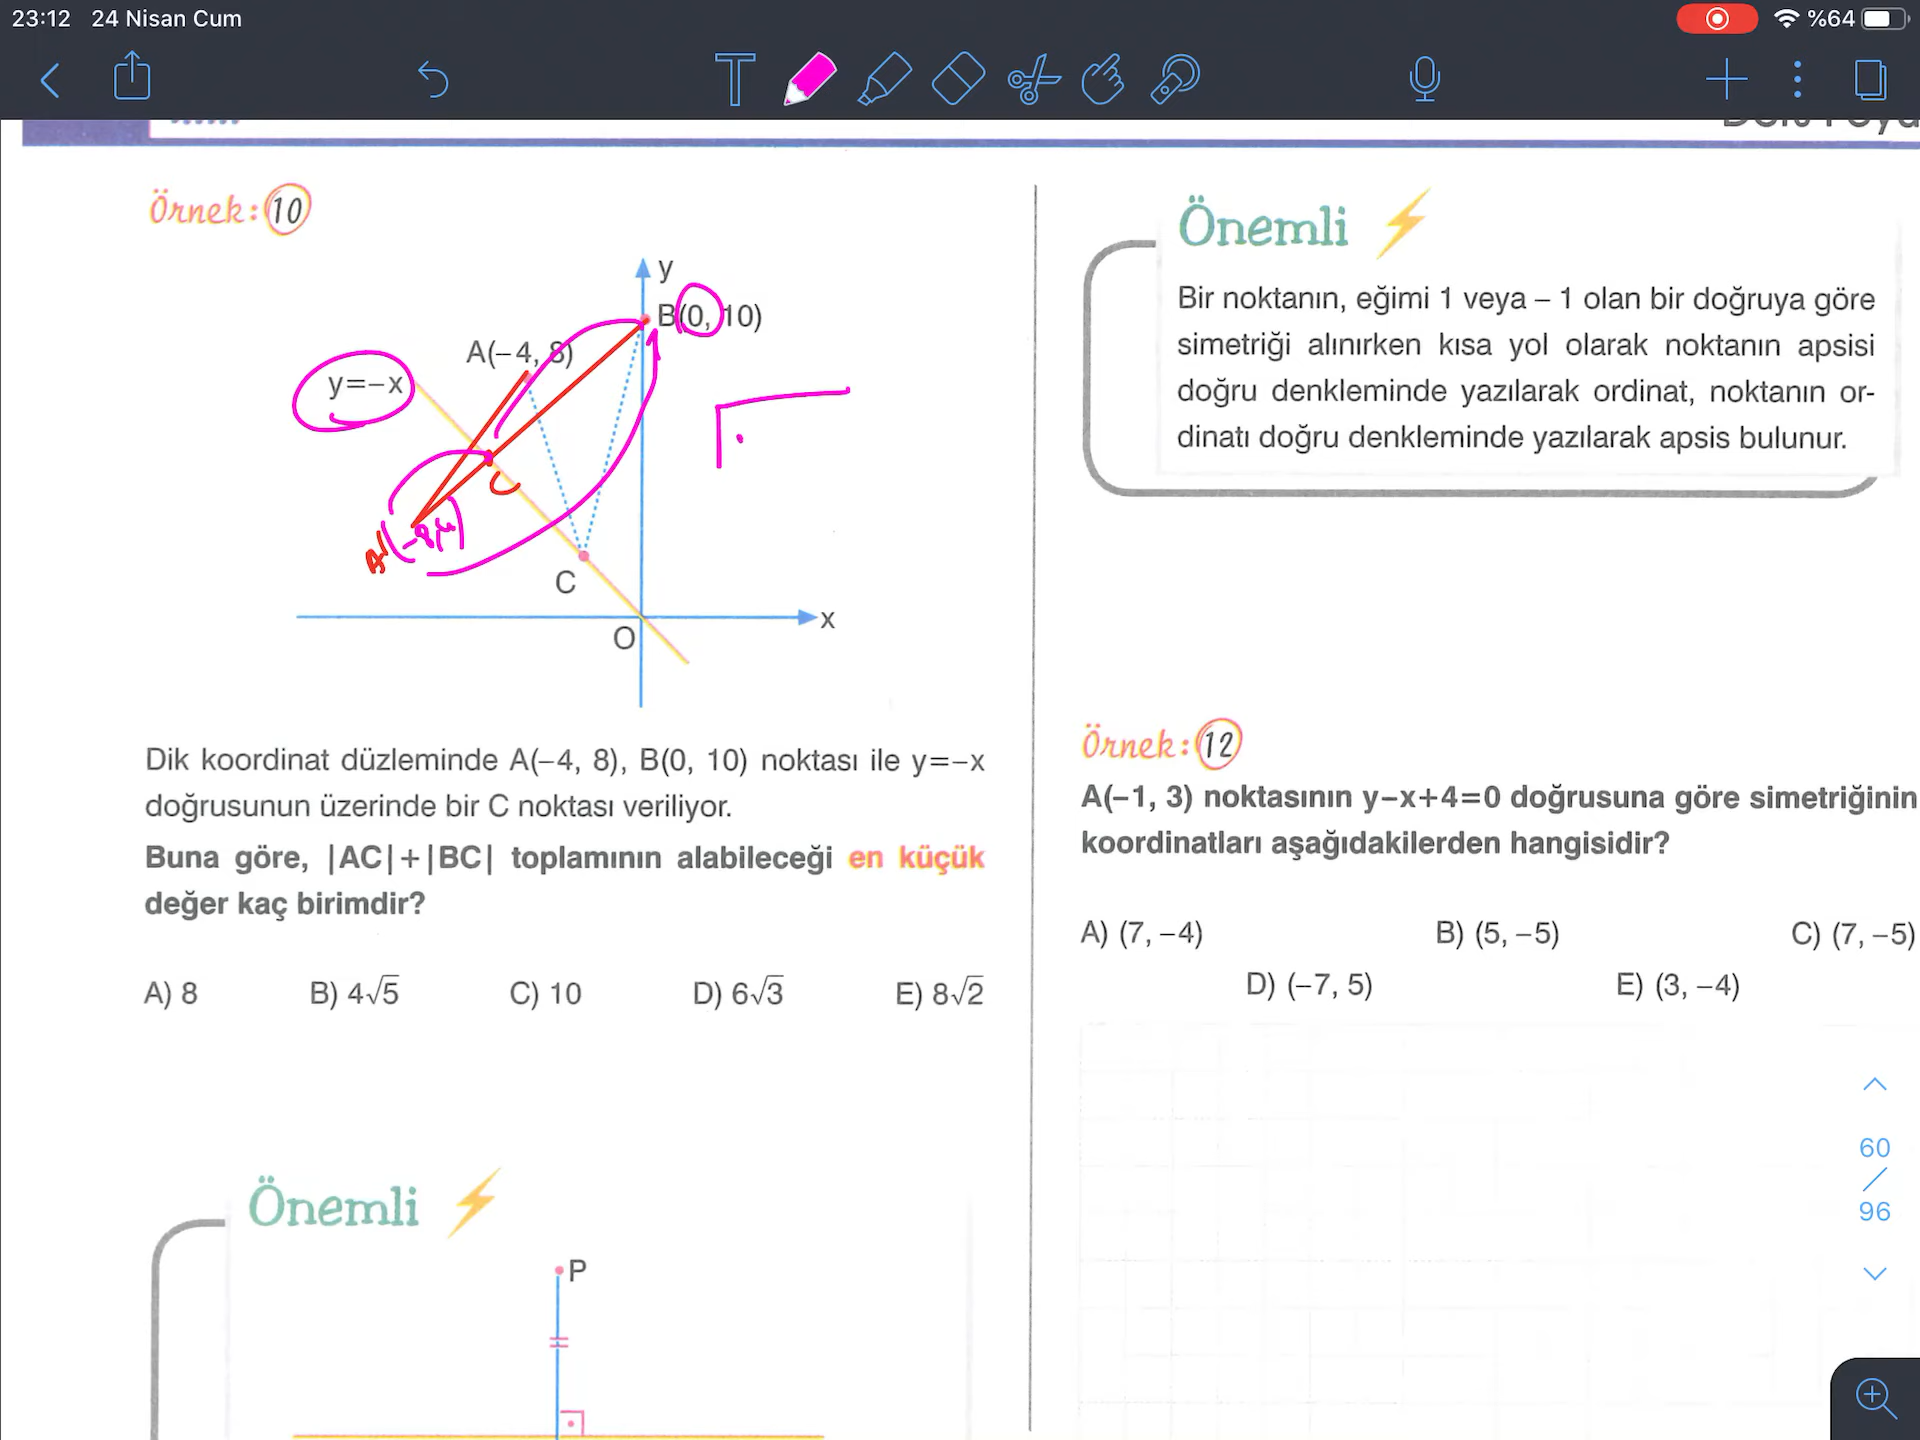 23:12 24 Nisan Cum
%64
Örnek: 10
y
B(0, 10)
A(−4, 8)
y=−x
C
A'(-8,4)
C
x
O
Dik koordinat düzleminde A(−4, 8), B(0, 10) noktası ile y=−x
doğrusunun üzerinde bir C noktası veriliyor.
Buna göre, |AC|+|BC| toplamının alabileceği en küçük
değer kaç birimdir?
A) 8 B) 4√5 C) 10 D) 6√3 E) 8√2
Önemli
P
Önemli
Bir noktanın, eğimi 1 veya − 1 olan bir doğruya göre
simetriği alınırken kısa yol olarak noktanın apsisi
doğru denkleminde yazılarak ordinat, noktanın or-
dinatı doğru denkleminde yazılarak apsis bulunur.
Örnek: 12
A(−1, 3) noktasının y−x+4=0 doğrusuna göre simetriğinin
koordinatları aşağıdakilerden hangisidir?
A) (7, −4) B) (5, −5) C) (7, −5)
D) (−7, 5) E) (3, −4)
60
/
96